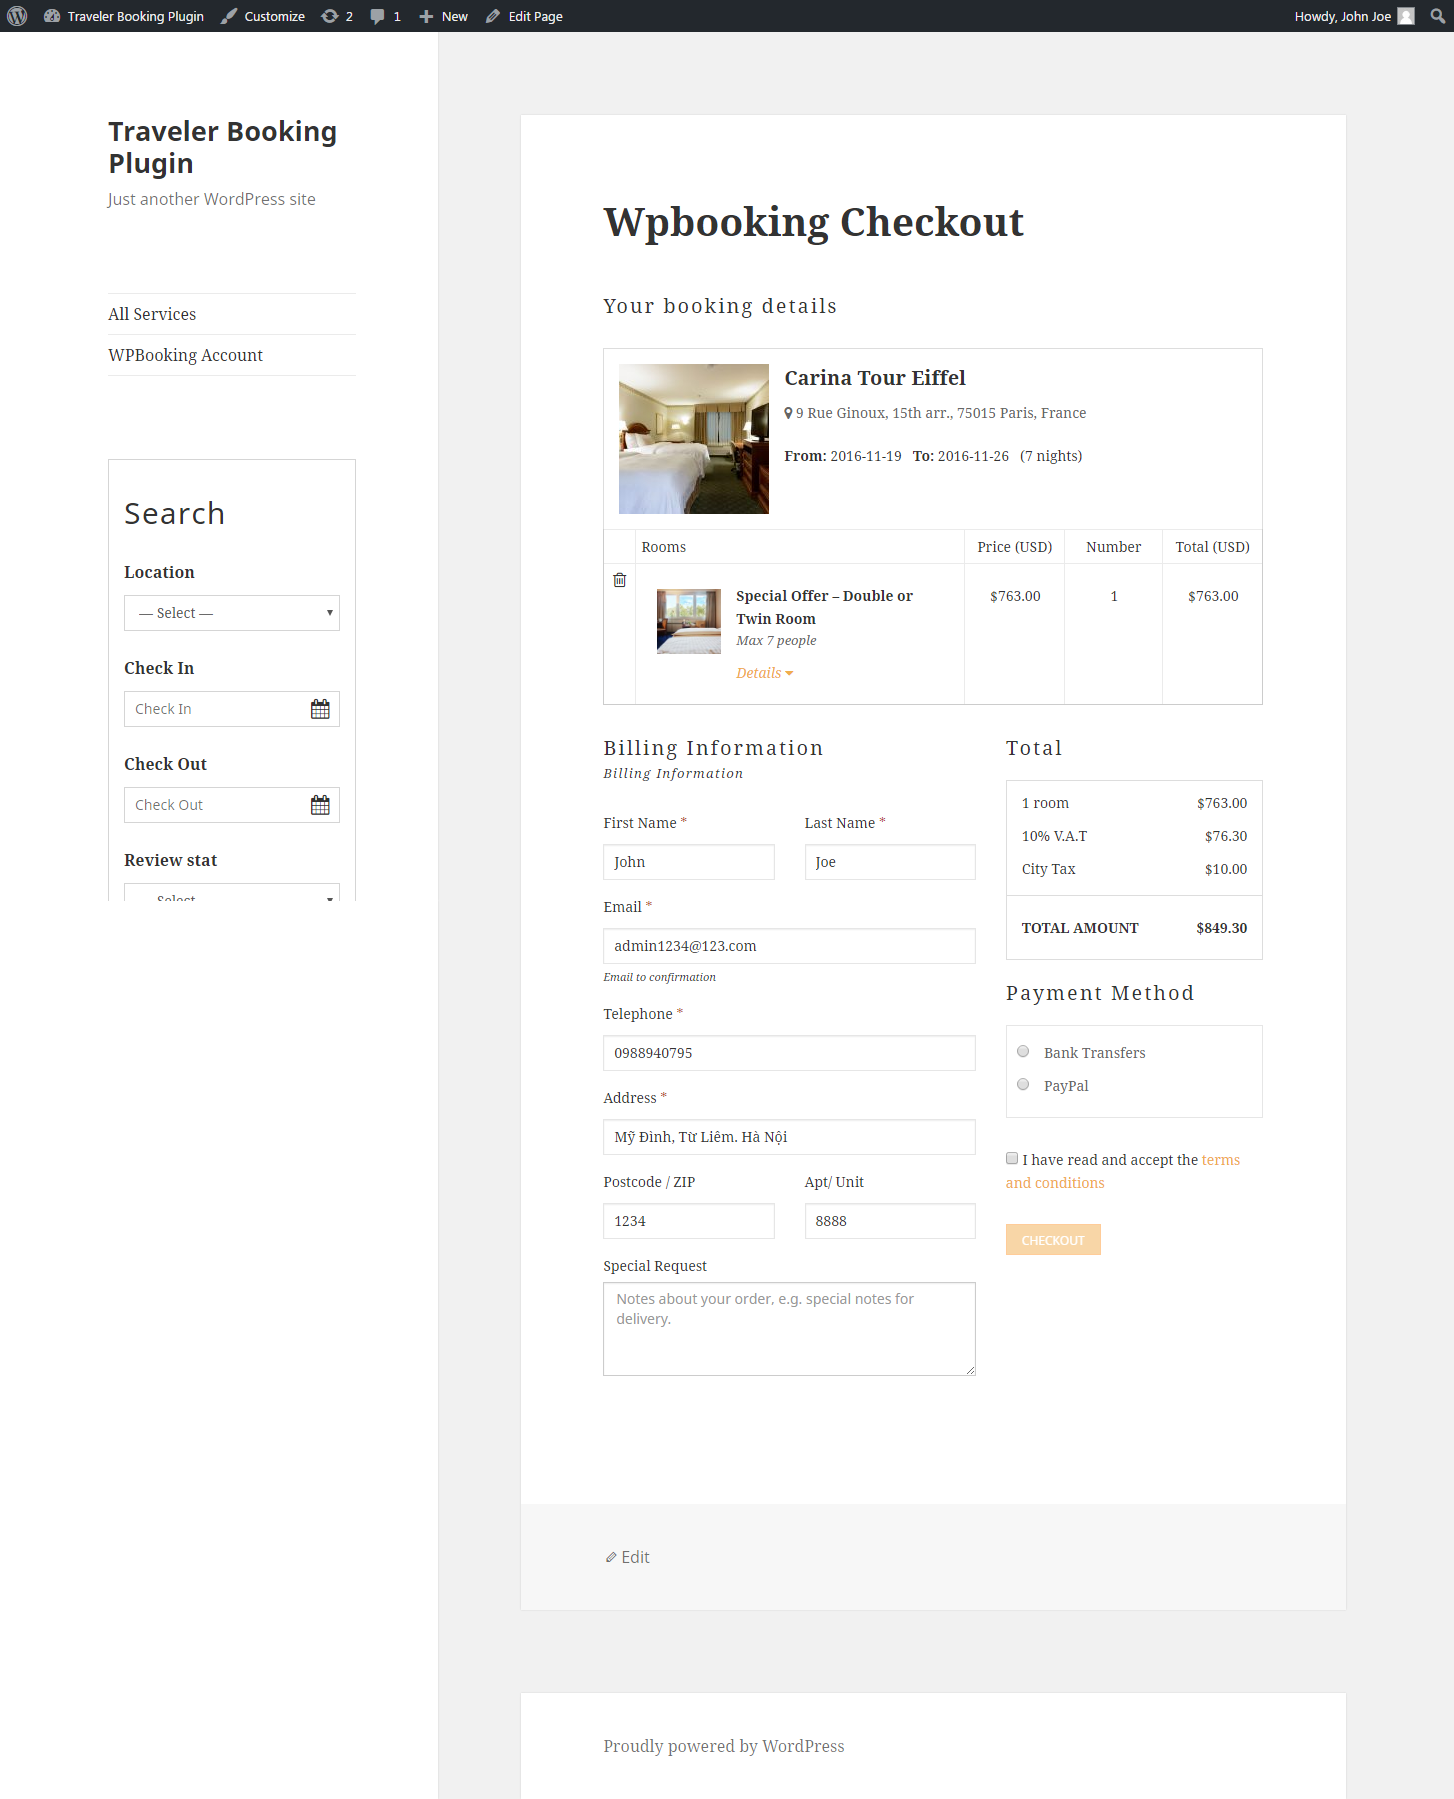 Traveler Booking Plugin
Customize
2
1
New
Edit Page
Howdy, John Joe
Traveler Booking
Plugin
Just another WordPress site
All Services
WPBooking Account
Search
Location
— Select —
Check In
Check In
Check Out
Check Out
Review stat
Select
Wpbooking Checkout
Your booking details
Carina Tour Eiffel
9 Rue Ginoux, 15th arr., 75015 Paris, France
From: 2016-11-19 To: 2016-11-26 (7 nights)
Rooms Price (USD) Number Total (USD)
Special Offer – Double or $763.00 1 $763.00
Twin Room
Max 7 people
Details
Billing Information
Billing Information
First Name * Last Name *
John Joe
Email *
admin1234@123.com
Email to confirmation
Telephone *
0988940795
Address *
Mỹ Đình, Từ Liêm. Hà Nội
Postcode / ZIP Apt/ Unit
1234 8888
Special Request
Notes about your order, e.g. special notes for
delivery.
Total
1 room $763.00
10% V.A.T $76.30
City Tax $10.00
TOTAL AMOUNT $849.30
Payment Method
Bank Transfers
PayPal
I have read and accept the terms
and conditions
CHECKOUT
Edit
Proudly powered by WordPress